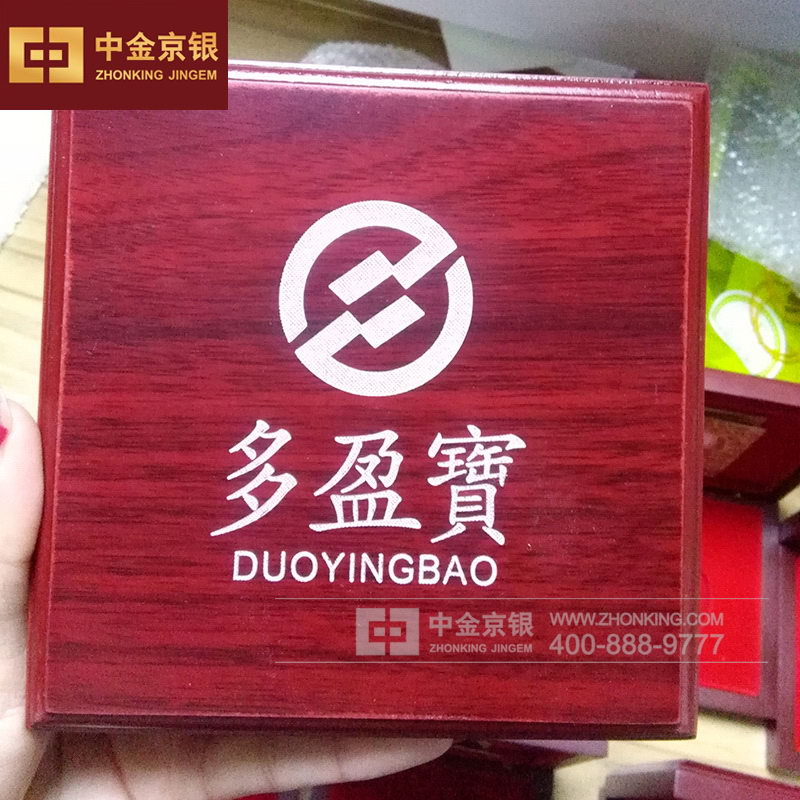 中金京银
ZHONKING JINGEM
多盈寳
DUOYINGBAO
中金京银
ZHONKING JINGEM
WWW.ZHONKING.COM
400-888-9777